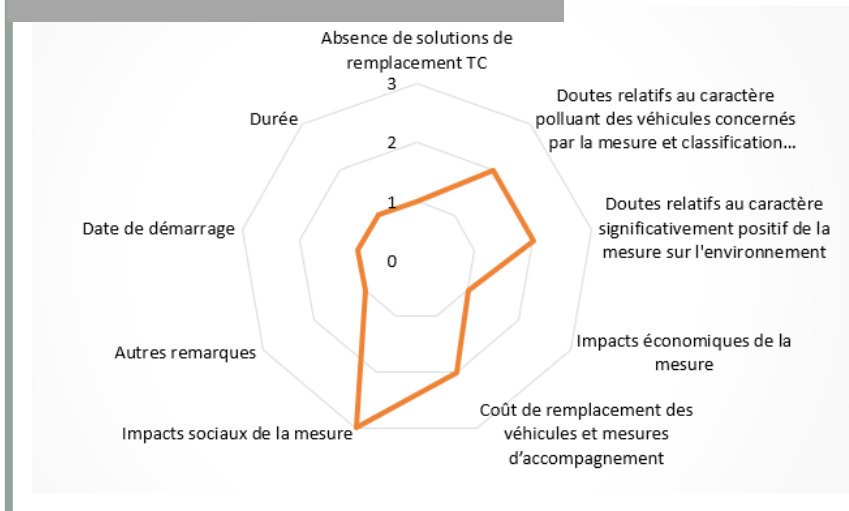 Absence de solutions de
remplacement TC
3
Doutes relatifs au caractère
polluant des véhicules concernés
par la mesure et classification...
Durée
2
1
Doutes relatifs au caractère
significativement positif de la
mesure sur l'environnement
Date de démarrage
0
Impacts économiques de la
mesure
Autres remarques
Coût de remplacement des
véhicules et mesures
d’accompagnement
Impacts sociaux de la mesure